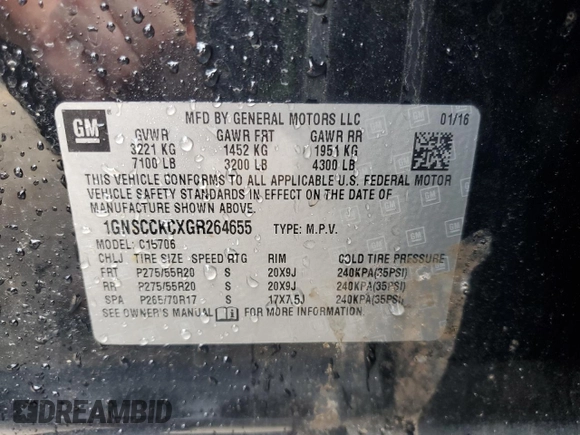 GM
MFD BY GENERAL MOTORS LLC 01/16
GVWR GAWR FRT GAWR RR
3221 KG 1452 KG 1951 KG
7100 LB 3200 LB 4300 LB
THIS VEHICLE CONFORMS TO ALL APPLICABLE U.S. FEDERAL MOTOR
VEHICLE SAFETY STANDARDS IN EFFECT ON THE DATE OF
MANUFACTURE SHOWN ABOVE.
1GNSCCKCXGR264655 TYPE: M.P.V.
MODEL: C15706
CHLJ TIRE SIZE SPEED RTG RIM COLD TIRE PRESSURE
FRT P275/55R20 S 20X9J 240KPA(35PSI)
RR P275/55R20 S 20X9J 240KPA(35PSI)
SPA P265/70R17 S 17X7.5J 240KPA(35PSI)
SEE OWNER'S MANUAL FOR MORE INFORMATION.
DREAMBID